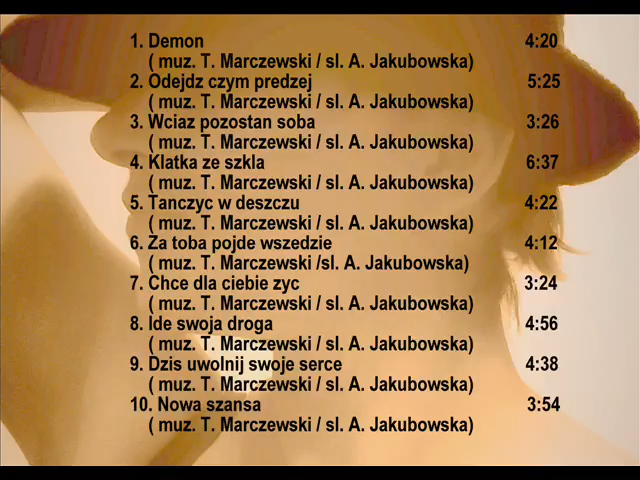 1. Demon 4:20
( muz. T. Marczewski / sl. A. Jakubowska)
2. Odejdz czym predzej 5:25
( muz. T. Marczewski / sl. A. Jakubowska)
3. Wciaz pozostan soba 3:26
( muz. T. Marczewski / sl. A. Jakubowska)
4. Klatka ze szkla 6:37
( muz. T. Marczewski / sl. A. Jakubowska)
5. Tanczyc w deszczu 4:22
( muz. T. Marczewski / sl. A. Jakubowska)
6. Za toba pojde wszedzie 4:12
( muz. T. Marczewski /sl. A. Jakubowska)
7. Chce dla ciebie zyc 3:24
( muz. T. Marczewski / sl. A. Jakubowska)
8. Ide swoja droga 4:56
( muz. T. Marczewski / sl. A. Jakubowska)
9. Dzis uwolnij swoje serce 4:38
( muz. T. Marczewski / sl. A. Jakubowska)
10. Nowa szansa 3:54
( muz. T. Marczewski / sl. A. Jakubowska)